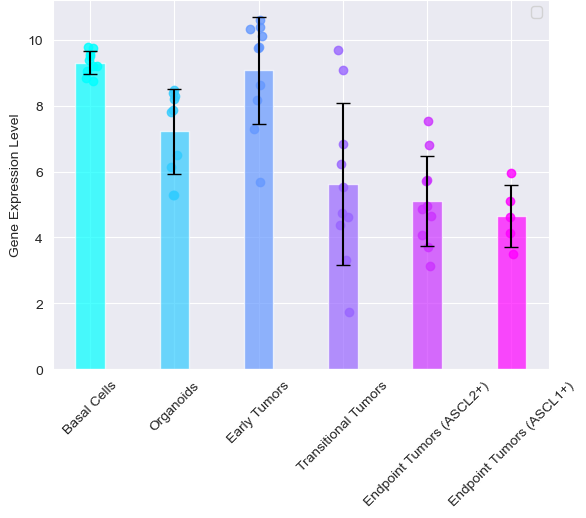 Gene Expression Level
10
8
6
4
2
0
Basal Cells
Organoids
Early Tumors
Transitional Tumors
Endpoint Tumors (ASCL2+)
Endpoint Tumors (ASCL1+)